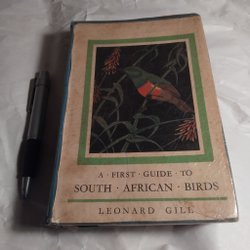 A · FIRST · GUIDE · TO
SOUTH · AFRICAN · BIRDS
LEONARD GILL